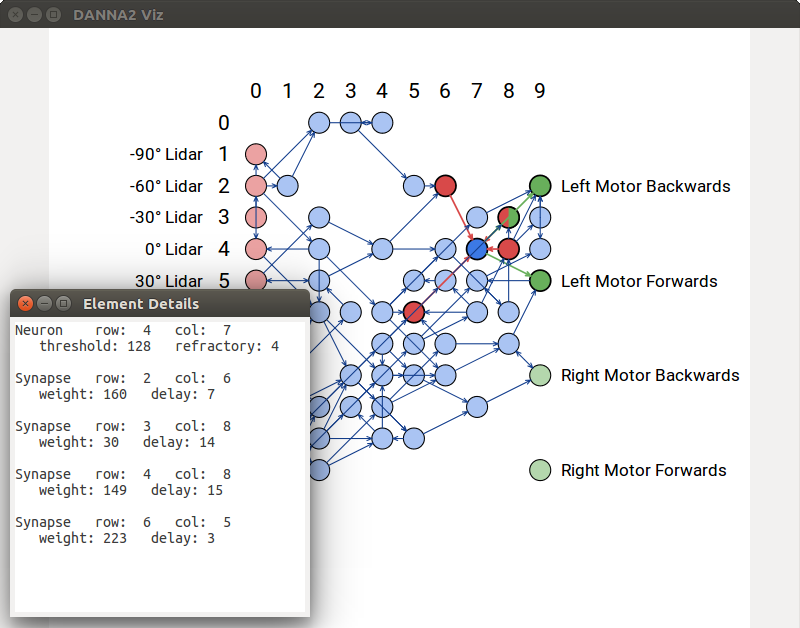 DANNA2 Viz
0 1 2 3 4 5 6 7 8 9
0
-90° Lidar 1
-60° Lidar 2 Left Motor Backwards
-30° Lidar 3
0° Lidar 4
30° Lidar 5 Left Motor Forwards
Right Motor Backwards
Right Motor Forwards
Element Details
Neuron row: 4 col: 7
threshold: 128 refractory: 4
Synapse row: 2 col: 6
weight: 160 delay: 7
Synapse row: 3 col: 8
weight: 30 delay: 14
Synapse row: 4 col: 8
weight: 149 delay: 15
Synapse row: 6 col: 5
weight: 223 delay: 3